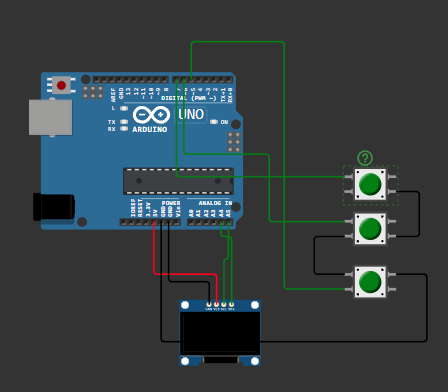 ?
AREF
GND
13
12
~11
~10
~9
8
7
~6
~5
4
~3
2
TX→1
RX←0
DIGITAL (PWM ~)
L
TX
RX
UNO
ON
ARDUINO
IOREF
RESET
3.3V
5V
GND
GND
Vin
POWER
ANALOG IN
A0
A1
A2
A3
A4
A5
GND
VCC
SCL
SDA